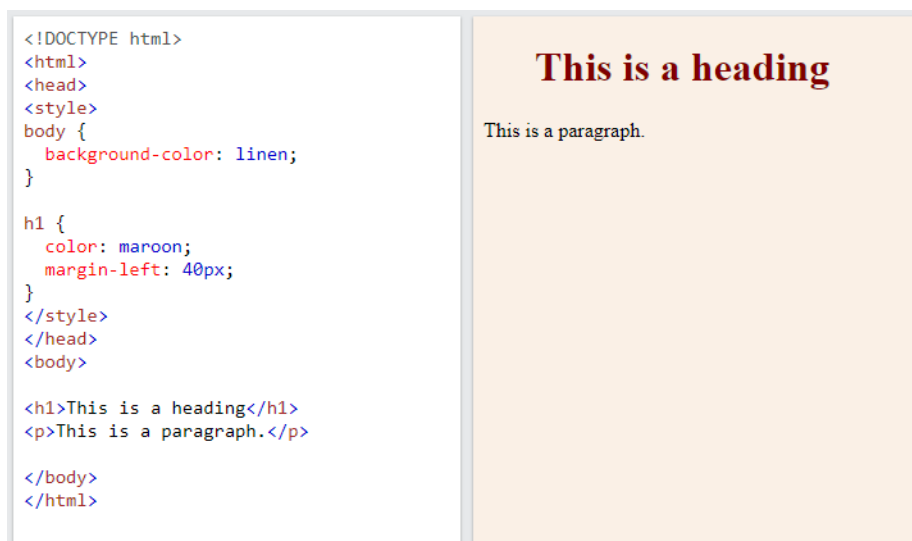 <!DOCTYPE html>
<html>
<head>
<style>
body {
  background-color: linen;
}

h1 {
  color: maroon;
  margin-left: 40px;
}
</style>
</head>
<body>

<h1>This is a heading</h1>
<p>This is a paragraph.</p>

</body>
</html>

This is a heading
This is a paragraph.